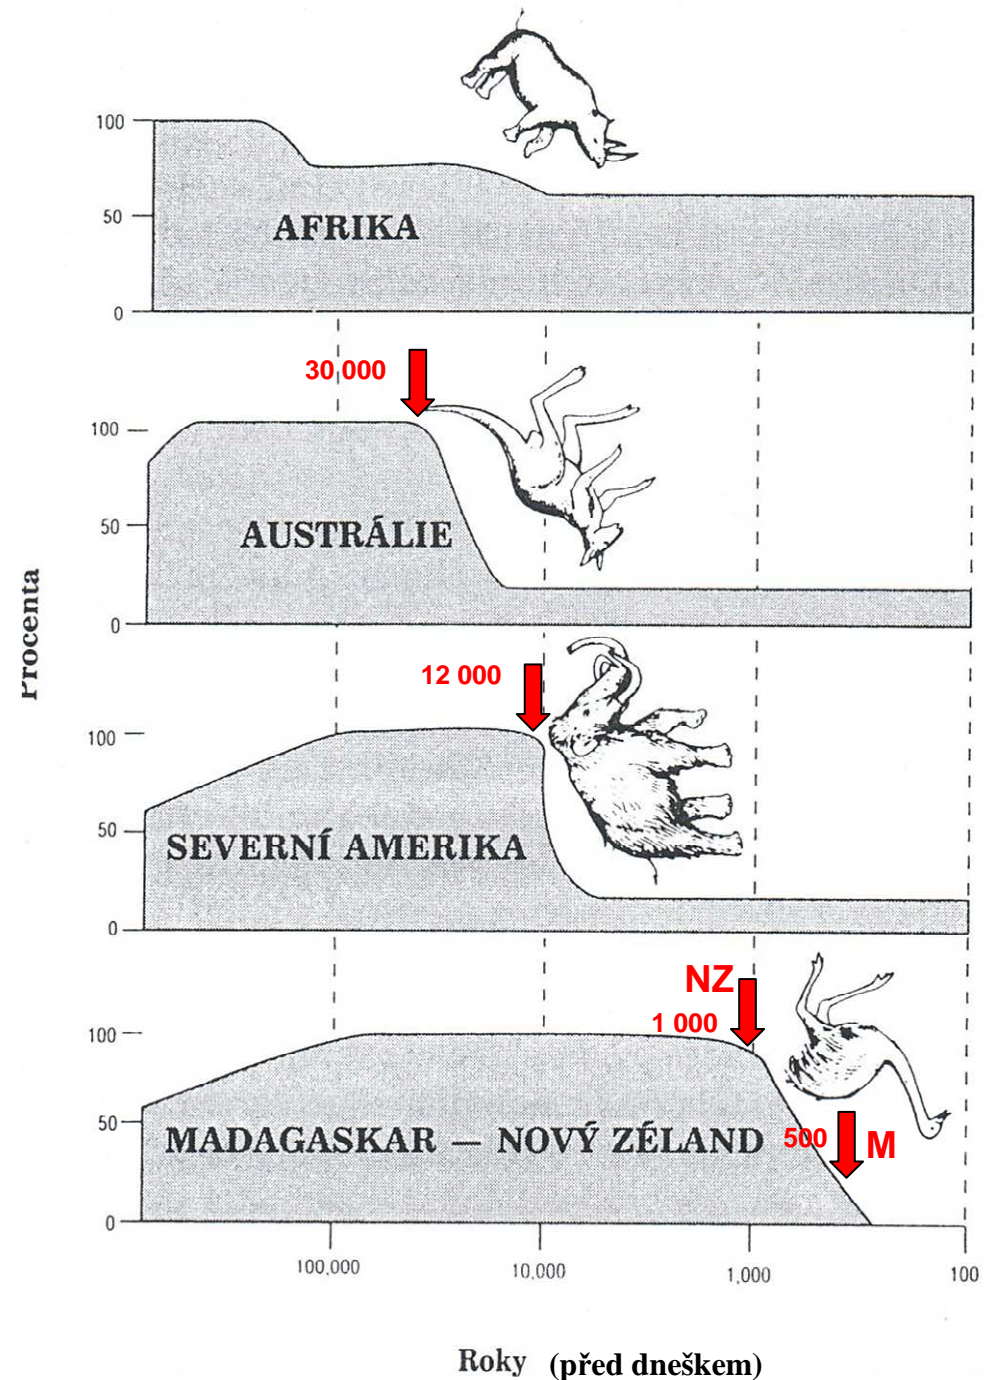 100
50
AFRIKA
0
30 000
100
50
AUSTRÁLIE
0
12 000
100
50
SEVERNÍ AMERIKA
0
NZ
1 000
100
50
MADAGASKAR — NOVÝ ZÉLAND
500
M
0
100,000
10,000
1,000
100
Procenta
Roky (před dneškem)